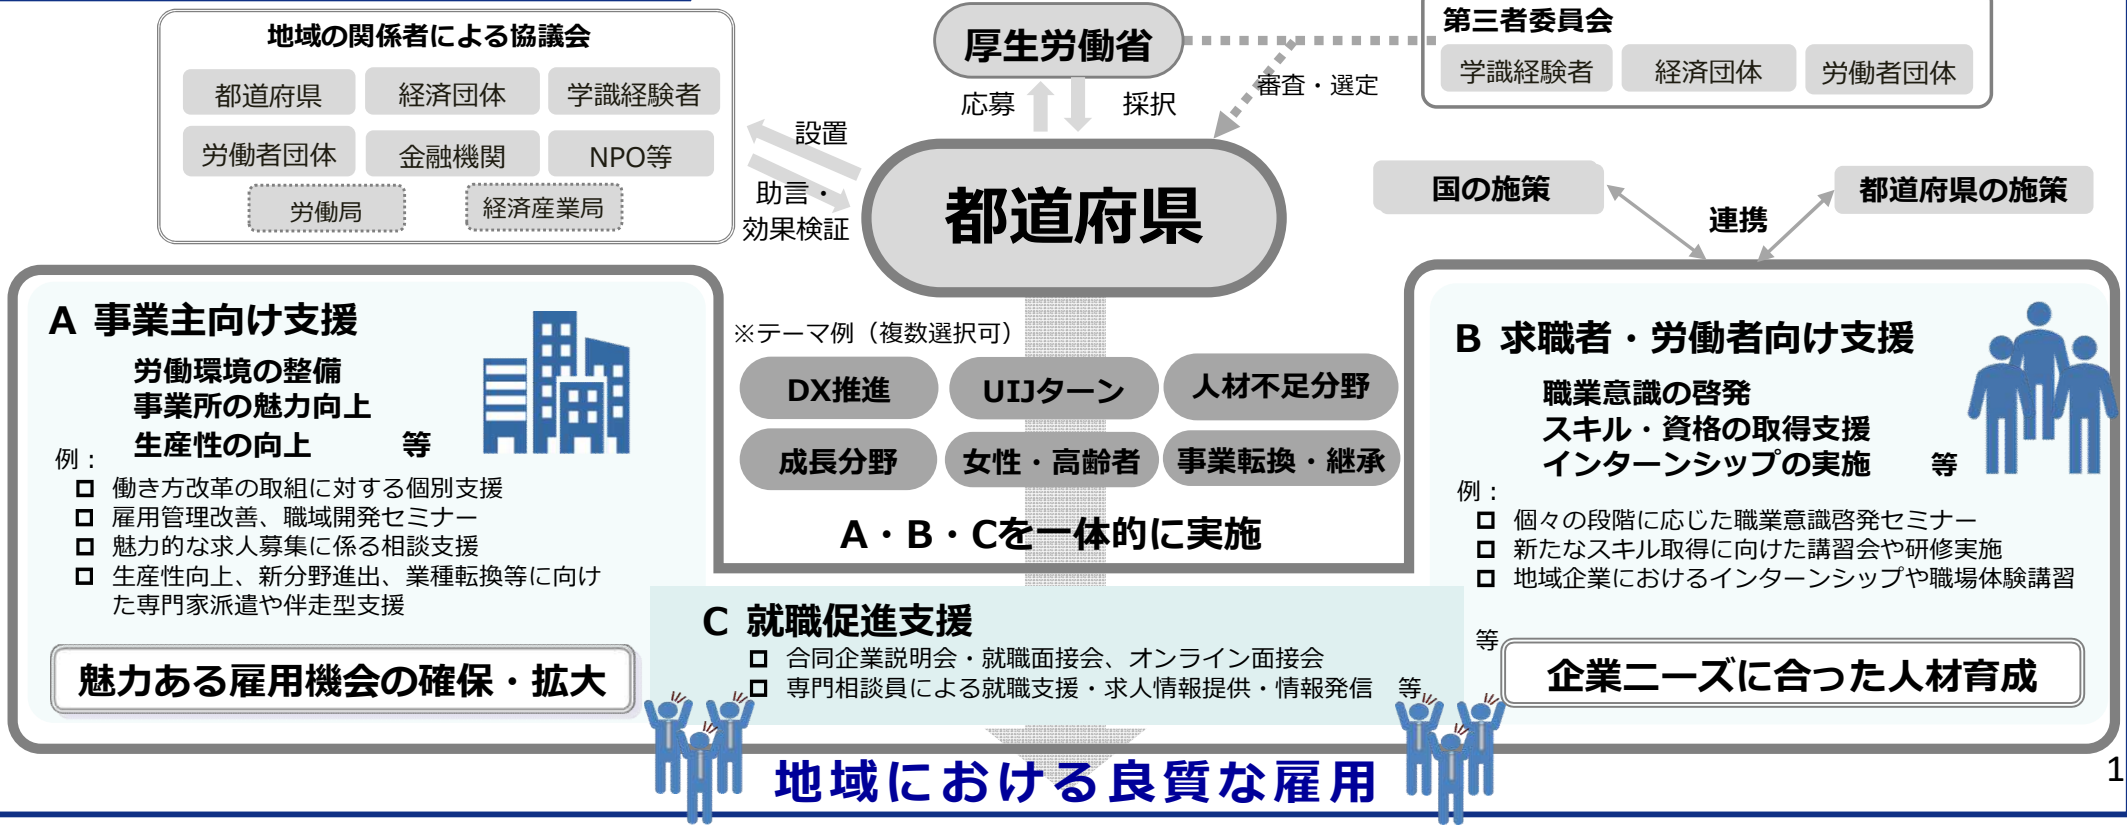 地域の関係者による協議会
都道府県
経済団体
学識経験者
労働者団体
金融機関
NPO等
労働局
経済産業局
設置
助言・
効果検証
厚生労働省
応募
採択
審査・選定
第三者委員会
学識経験者
経済団体
労働者団体
都道府県
国の施策
連携
都道府県の施策
A 事業主向け支援
労働環境の整備
事業所の魅力向上
生産性の向上 等
例：
働き方改革の取組に対する個別支援
雇用管理改善、職域開発セミナー
魅力的な求人募集に係る相談支援
生産性向上、新分野進出、業種転換等に向け
た専門家派遣や伴走型支援
魅力ある雇用機会の確保・拡大
※テーマ例（複数選択可）
DX推進
UIJターン
人材不足分野
成長分野
女性・高齢者
事業転換・継承
A・B・Cを一体的に実施
C 就職促進支援
合同企業説明会・就職面接会、オンライン面接会
専門相談員による就職支援・求人情報提供・情報発信 等
B 求職者・労働者向け支援
職業意識の啓発
スキル・資格の取得支援
インターンシップの実施 等
例：
個々の段階に応じた職業意識啓発セミナー
新たなスキル取得に向けた講習会や研修実施
地域企業におけるインターンシップや職場体験講習
等
企業ニーズに合った人材育成
地域における良質な雇用
1